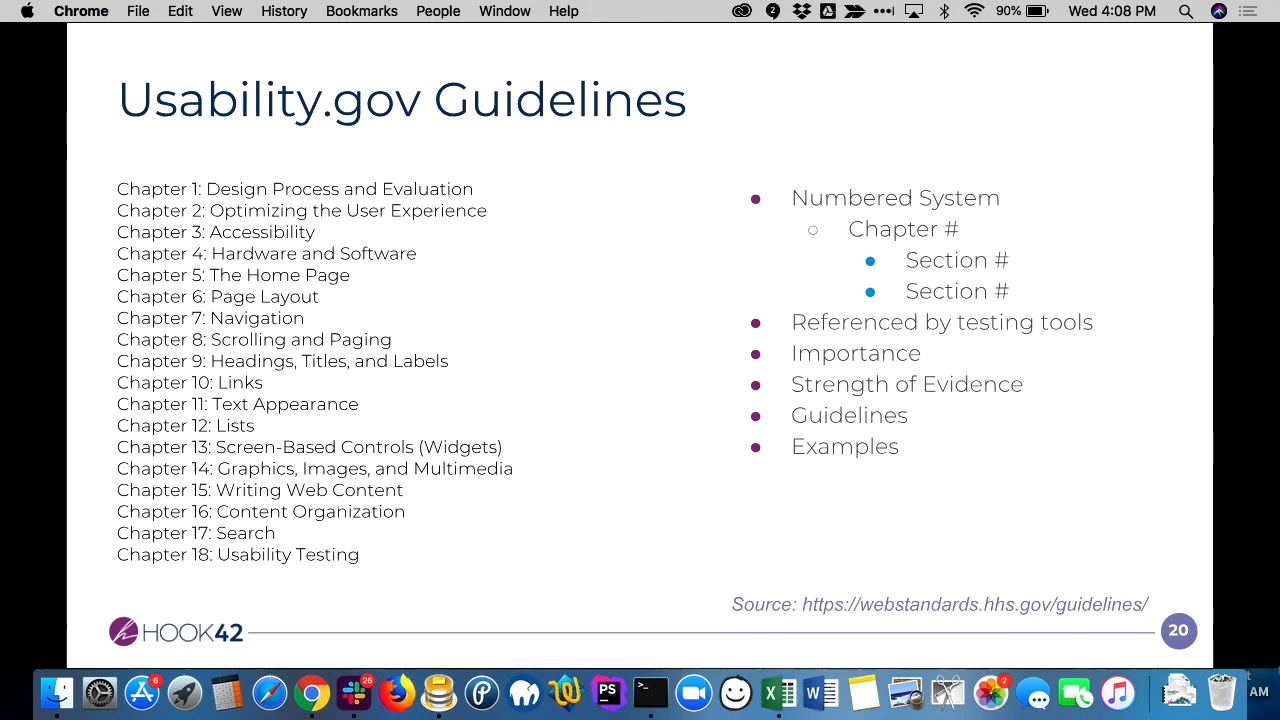 Chrome File Edit View History Bookmarks People Window Help 2 90% Wed 4:08 PM
Usability.gov Guidelines
Chapter 1: Design Process and Evaluation
Chapter 2: Optimizing the User Experience
Chapter 3: Accessibility
Chapter 4: Hardware and Software
Chapter 5: The Home Page
Chapter 6: Page Layout
Chapter 7: Navigation
Chapter 8: Scrolling and Paging
Chapter 9: Headings, Titles, and Labels
Chapter 10: Links
Chapter 11: Text Appearance
Chapter 12: Lists
Chapter 13: Screen-Based Controls (Widgets)
Chapter 14: Graphics, Images, and Multimedia
Chapter 15: Writing Web Content
Chapter 16: Content Organization
Chapter 17: Search
Chapter 18: Usability Testing
Numbered System
Chapter #
Section #
Section #
Referenced by testing tools
Importance
Strength of Evidence
Guidelines
Examples
Source: https://webstandards.hhs.gov/guidelines/
HOOK42
20
6 26 PS >_ 2 AM